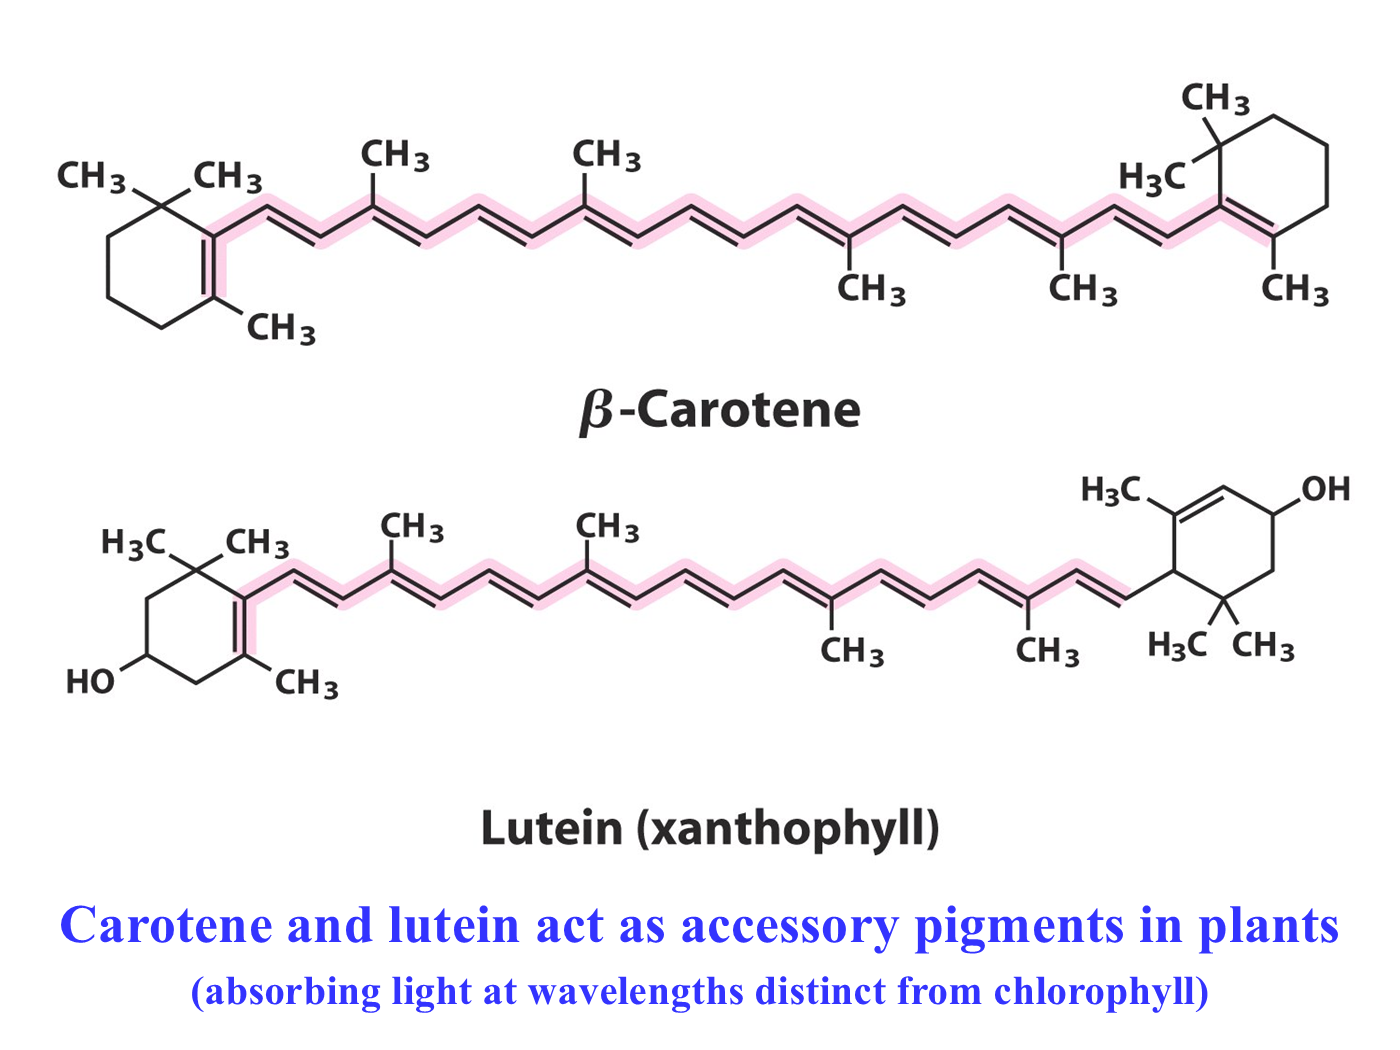 CH3
CH3 CH3 CH3 CH3 H3C
CH3 CH3 CH3
CH3
β-Carotene
H3C OH
CH3 CH3
H3C CH3
CH3 CH3 H3C CH3
HO CH3
Lutein (xanthophyll)
Carotene and lutein act as accessory pigments in plants
(absorbing light at wavelengths distinct from chlorophyll)